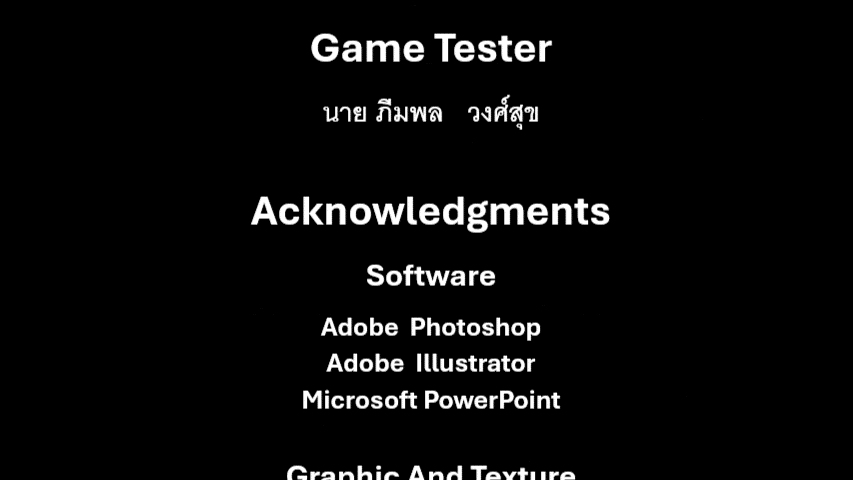 Game Tester
นาย ภีมพล วงศ์สุข
Acknowledgments
Software
Adobe Photoshop
Adobe Illustrator
Microsoft PowerPoint
Graphic And Texture